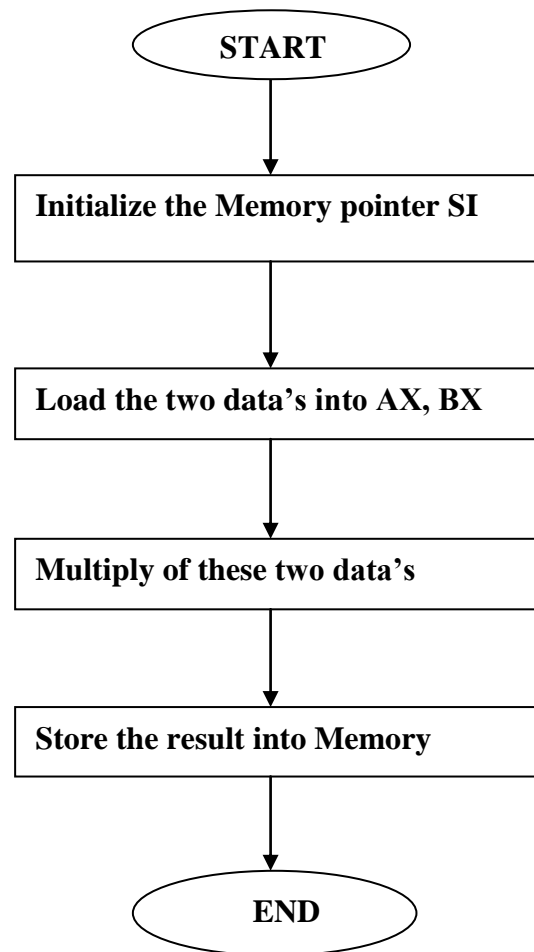 START
Initialize the Memory pointer SI
Load the two data’s into AX, BX
Multiply of these two data’s
Store the result into Memory
END